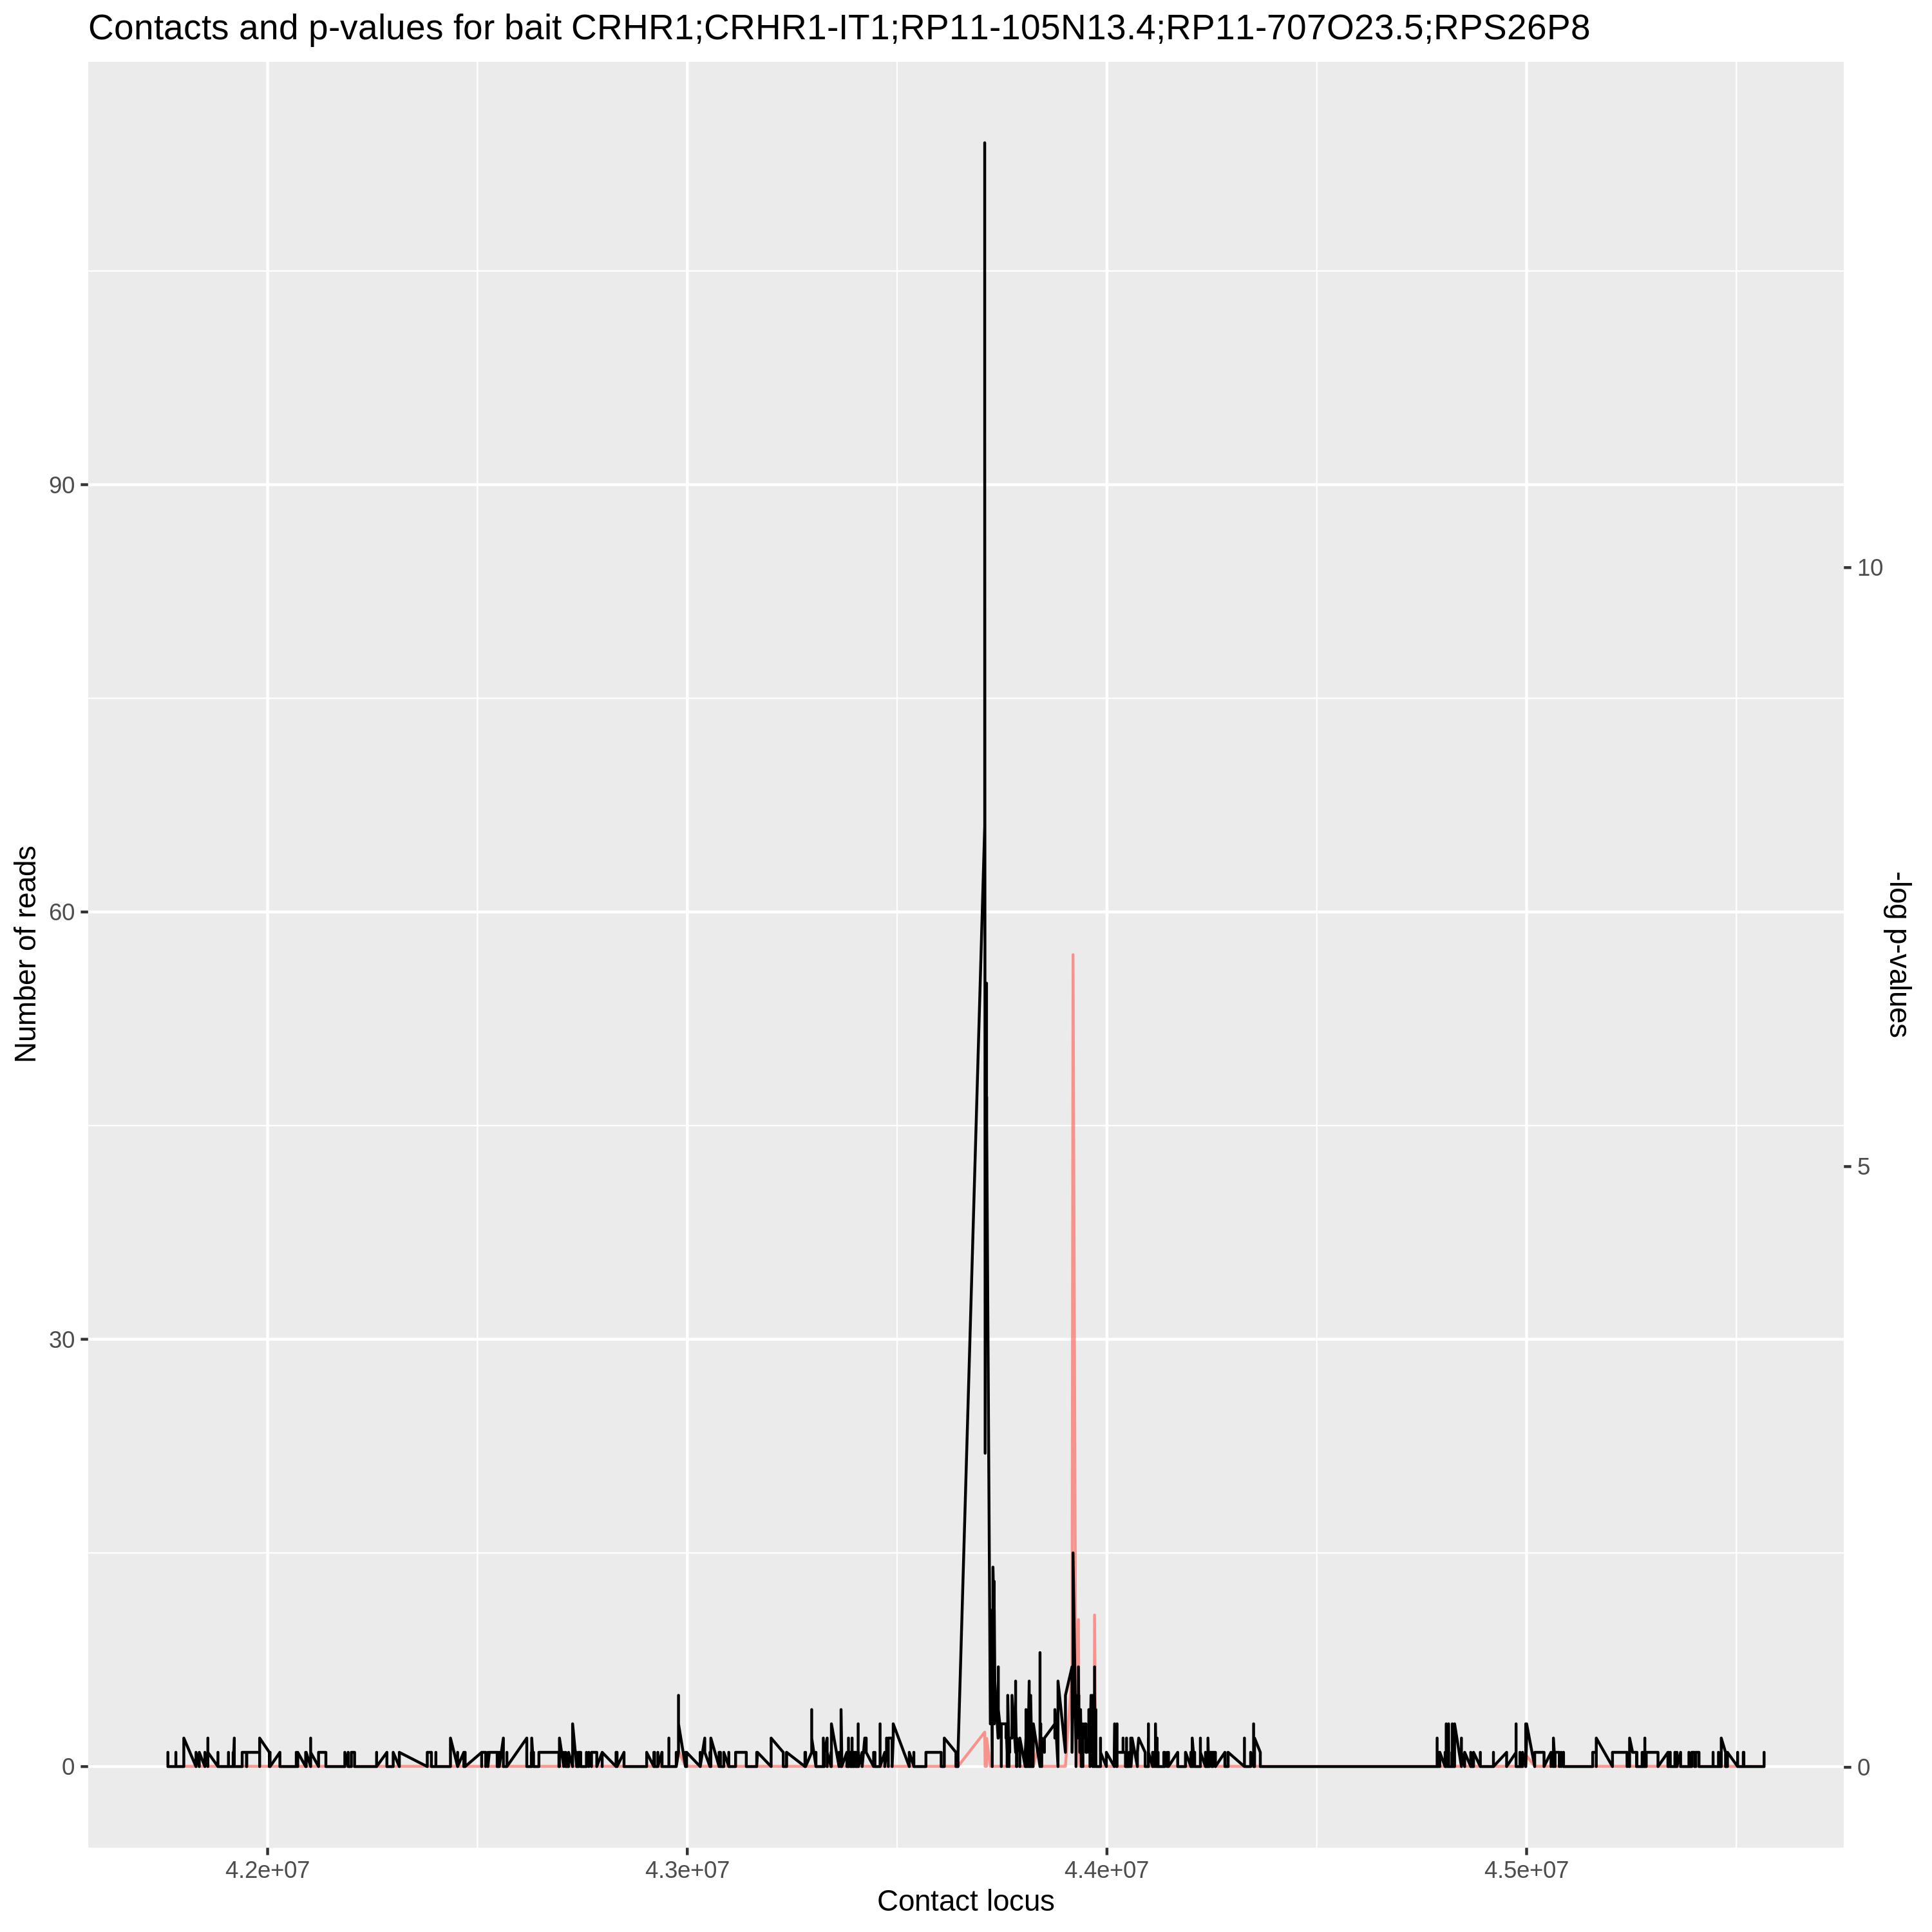 Contacts and p-values for bait CRHR1;CRHR1-IT1;RP11-105N13.4;RP11-707O23.5;RPS26P8
90
60
30
0
Number of reads
10
5
0
-log p-values
4.2e+07
4.3e+07
4.4e+07
4.5e+07
Contact locus